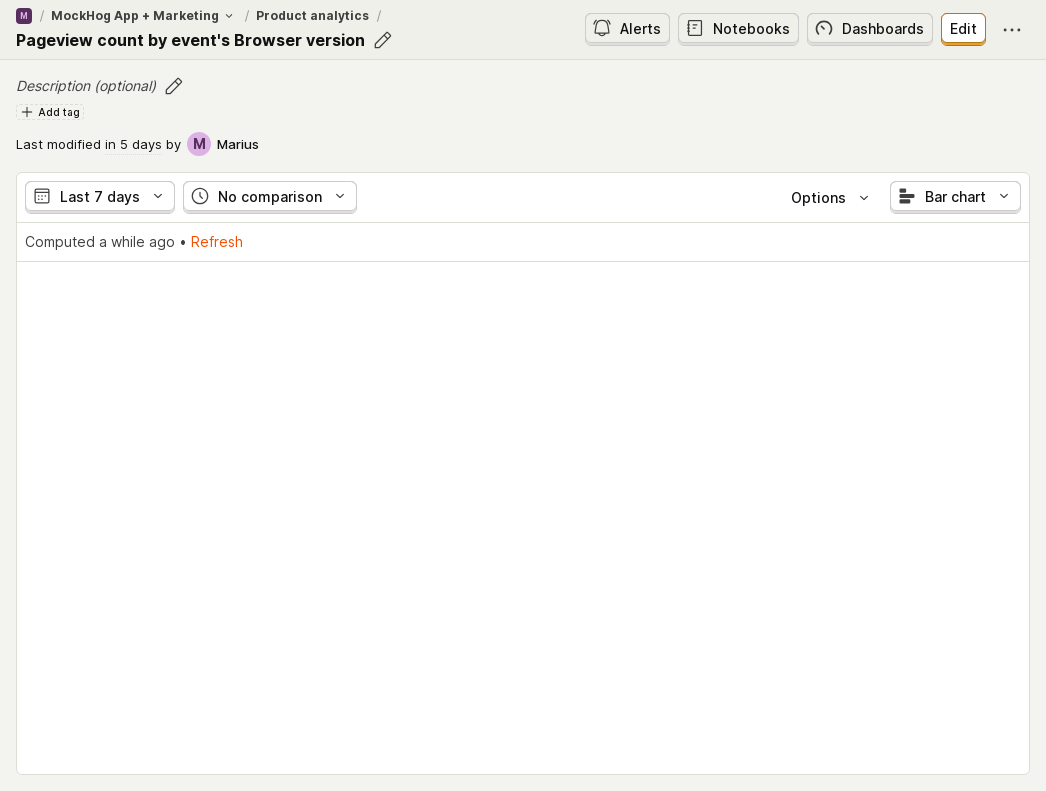 M / MockHog App + Marketing / Product analytics /
Pageview count by event's Browser version
Alerts
Notebooks
Dashboards
Edit
Description (optional)
Add tag
Last modified in 5 days by M Marius
Last 7 days
No comparison
Options
Bar chart
Computed a while ago • Refresh